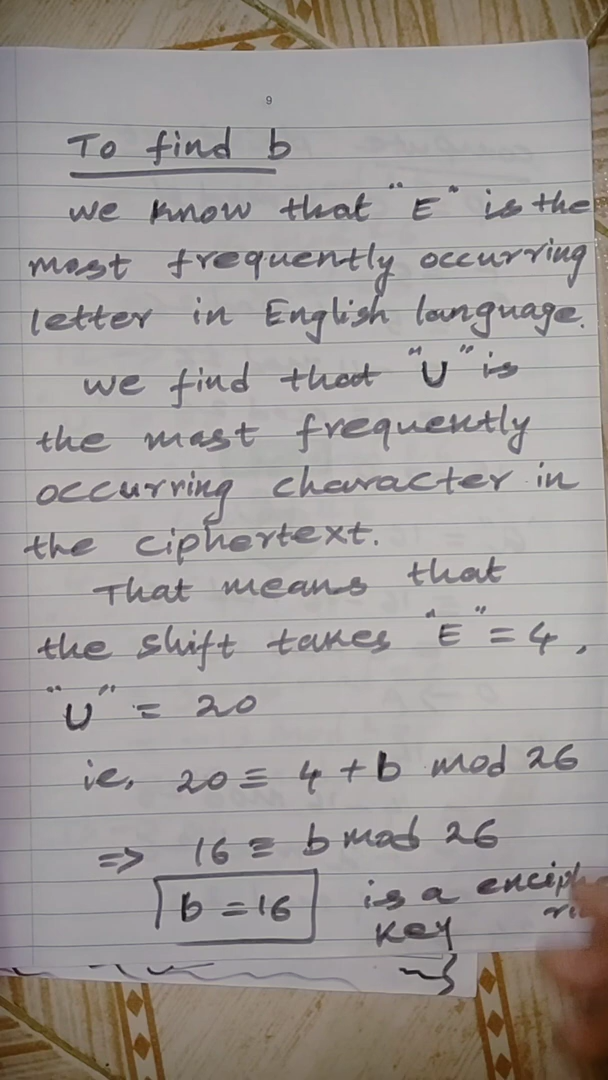 9
To find b
we know that "E" is the
most frequently occurring
letter in English language.
we find that "U" is
the most frequently
occurring character in
the ciphertext.
That means that
the shift takes "E" = 4,
"U" = 20
ie, 20 ≡ 4 + b mod 26
=> 16 ≡ b mod 26
b = 16 is a enciph
key